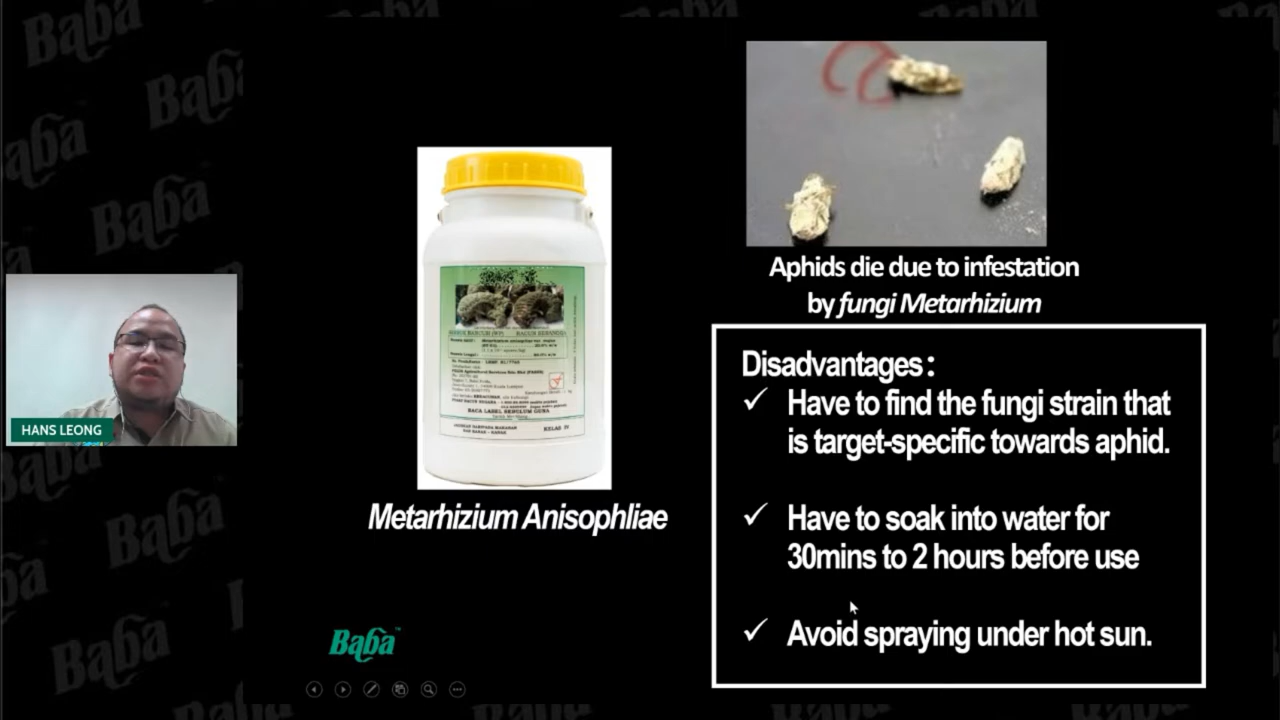 HANS LEONG
BACA LABEL SEBELUM GUNA
KELAS IV
Metarhizium Anisophliae
Baba
Aphids die due to infestation
by fungi Metarhizium
Disadvantages :
✓ Have to find the fungi strain that
is target-specific towards aphid.
✓ Have to soak into water for
30mins to 2 hours before use
✓ Avoid spraying under hot sun.